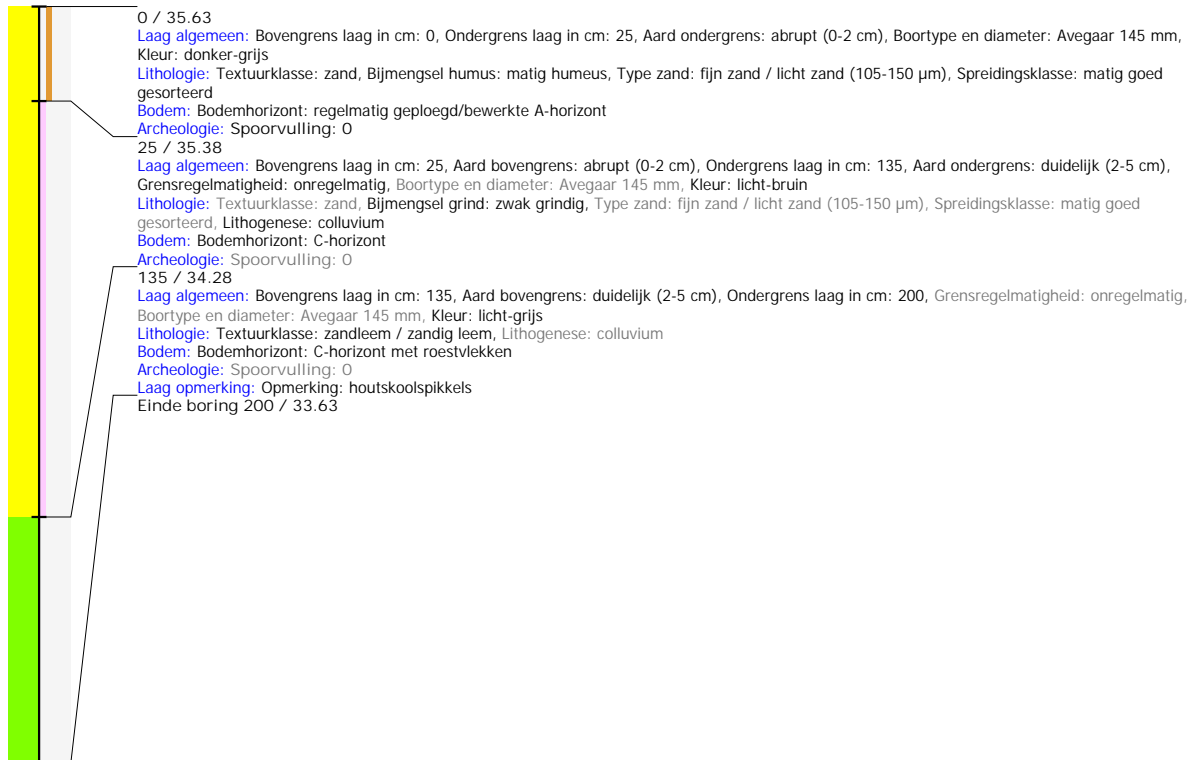 0 / 35.63
Laag algemeen: Bovengrens laag in cm: 0, Ondergrens laag in cm: 25, Aard ondergrens: abrupt (0-2 cm), Boortype en diameter: Avegaar 145 mm,
Kleur: donker-grijs
Lithologie: Textuurklasse: zand, Bijmengsel humus: matig humeus, Type zand: fijn zand / licht zand (105-150 µm), Spreidingsklasse: matig goed
gesorteerd
Bodem: Bodemhorizont: regelmatig geploegd/bewerkte A-horizont
Archeologie: Spoorvulling: 0
25 / 35.38
Laag algemeen: Bovengrens laag in cm: 25, Aard bovengrens: abrupt (0-2 cm), Ondergrens laag in cm: 135, Aard ondergrens: duidelijk (2-5 cm),
Grensregelmatigheid: onregelmatig, Boortype en diameter: Avegaar 145 mm, Kleur: licht-bruin
Lithologie: Textuurklasse: zand, Bijmengsel grind: zwak grindig, Type zand: fijn zand / licht zand (105-150 µm), Spreidingsklasse: matig goed
gesorteerd, Lithogenese: colluvium
Bodem: Bodemhorizont: C-horizont
Archeologie: Spoorvulling: 0
135 / 34.28
Laag algemeen: Bovengrens laag in cm: 135, Aard bovengrens: duidelijk (2-5 cm), Ondergrens laag in cm: 200, Grensregelmatigheid: onregelmatig,
Boortype en diameter: Avegaar 145 mm, Kleur: licht-grijs
Lithologie: Textuurklasse: zandleem / zandig leem, Lithogenese: colluvium
Bodem: Bodemhorizont: C-horizont met roestvlekken
Archeologie: Spoorvulling: 0
Laag opmerking: Opmerking: houtskoolspikkels
Einde boring 200 / 33.63